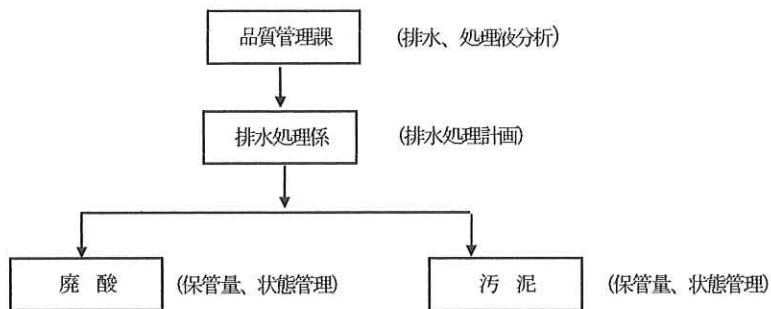 品質管理課 (排水、処理液分析)
排水処理係 (排水処理計画)
廃 酸 (保管量、状態管理) 汚 泥 (保管量、状態管理)